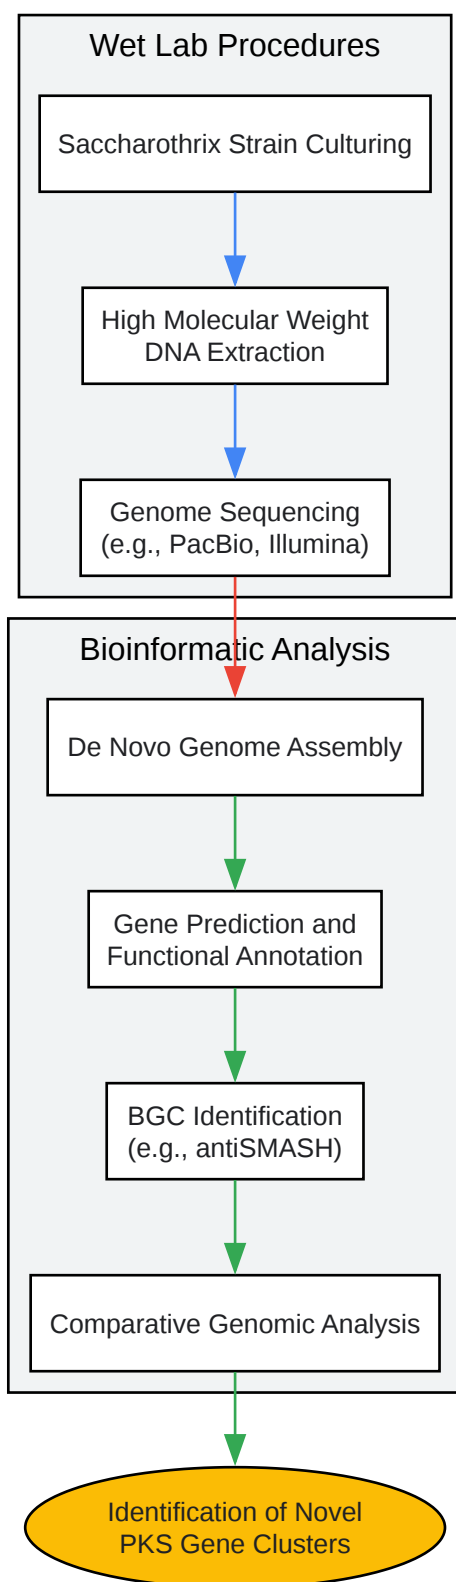 Wet Lab Procedures
Saccharothrix Strain Culturing
High Molecular Weight
DNA Extraction
Genome Sequencing
(e.g., PacBio, Illumina)
Bioinformatic Analysis
De Novo Genome Assembly
Gene Prediction and
Functional Annotation
BGC Identification
(e.g., antiSMASH)
Comparative Genomic Analysis
Identification of Novel
PKS Gene Clusters